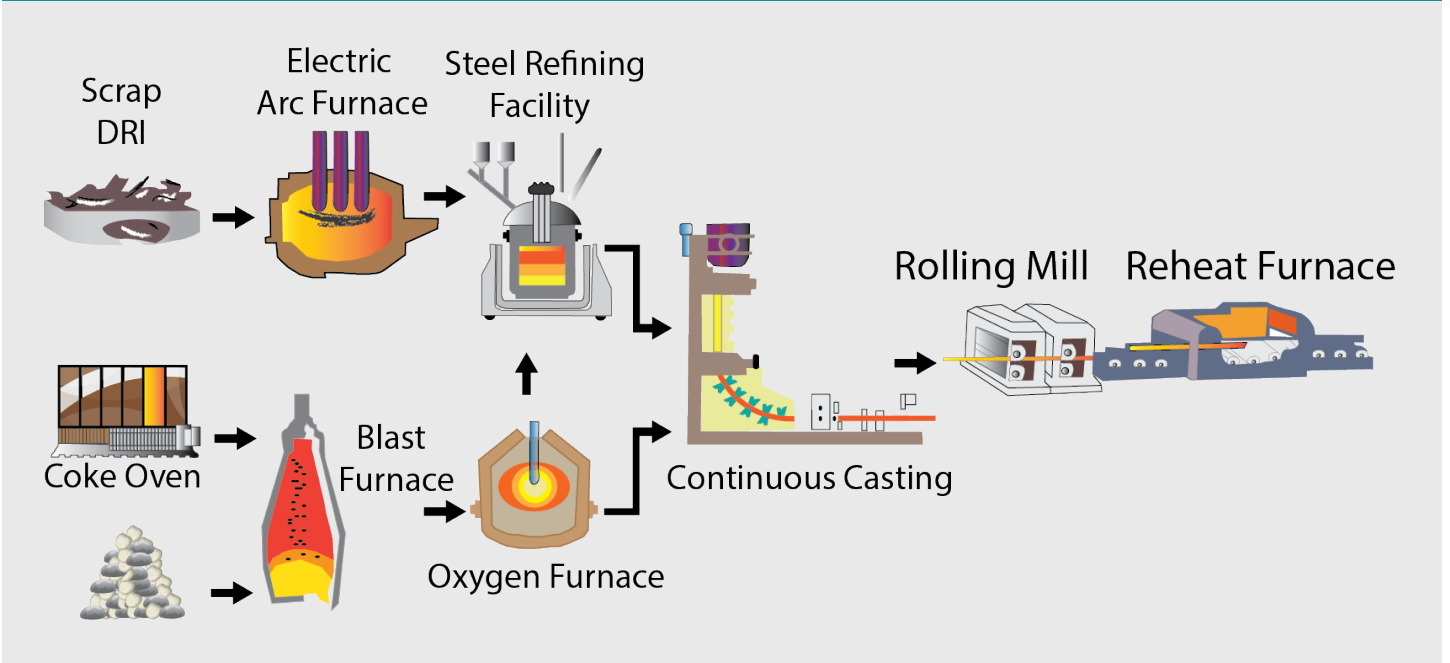 Scrap
DRI
Electric
Arc Furnace
Steel Refining
Facility
Rolling Mill
Reheat Furnace
Coke Oven
Blast
Furnace
Continuous Casting
Oxygen Furnace